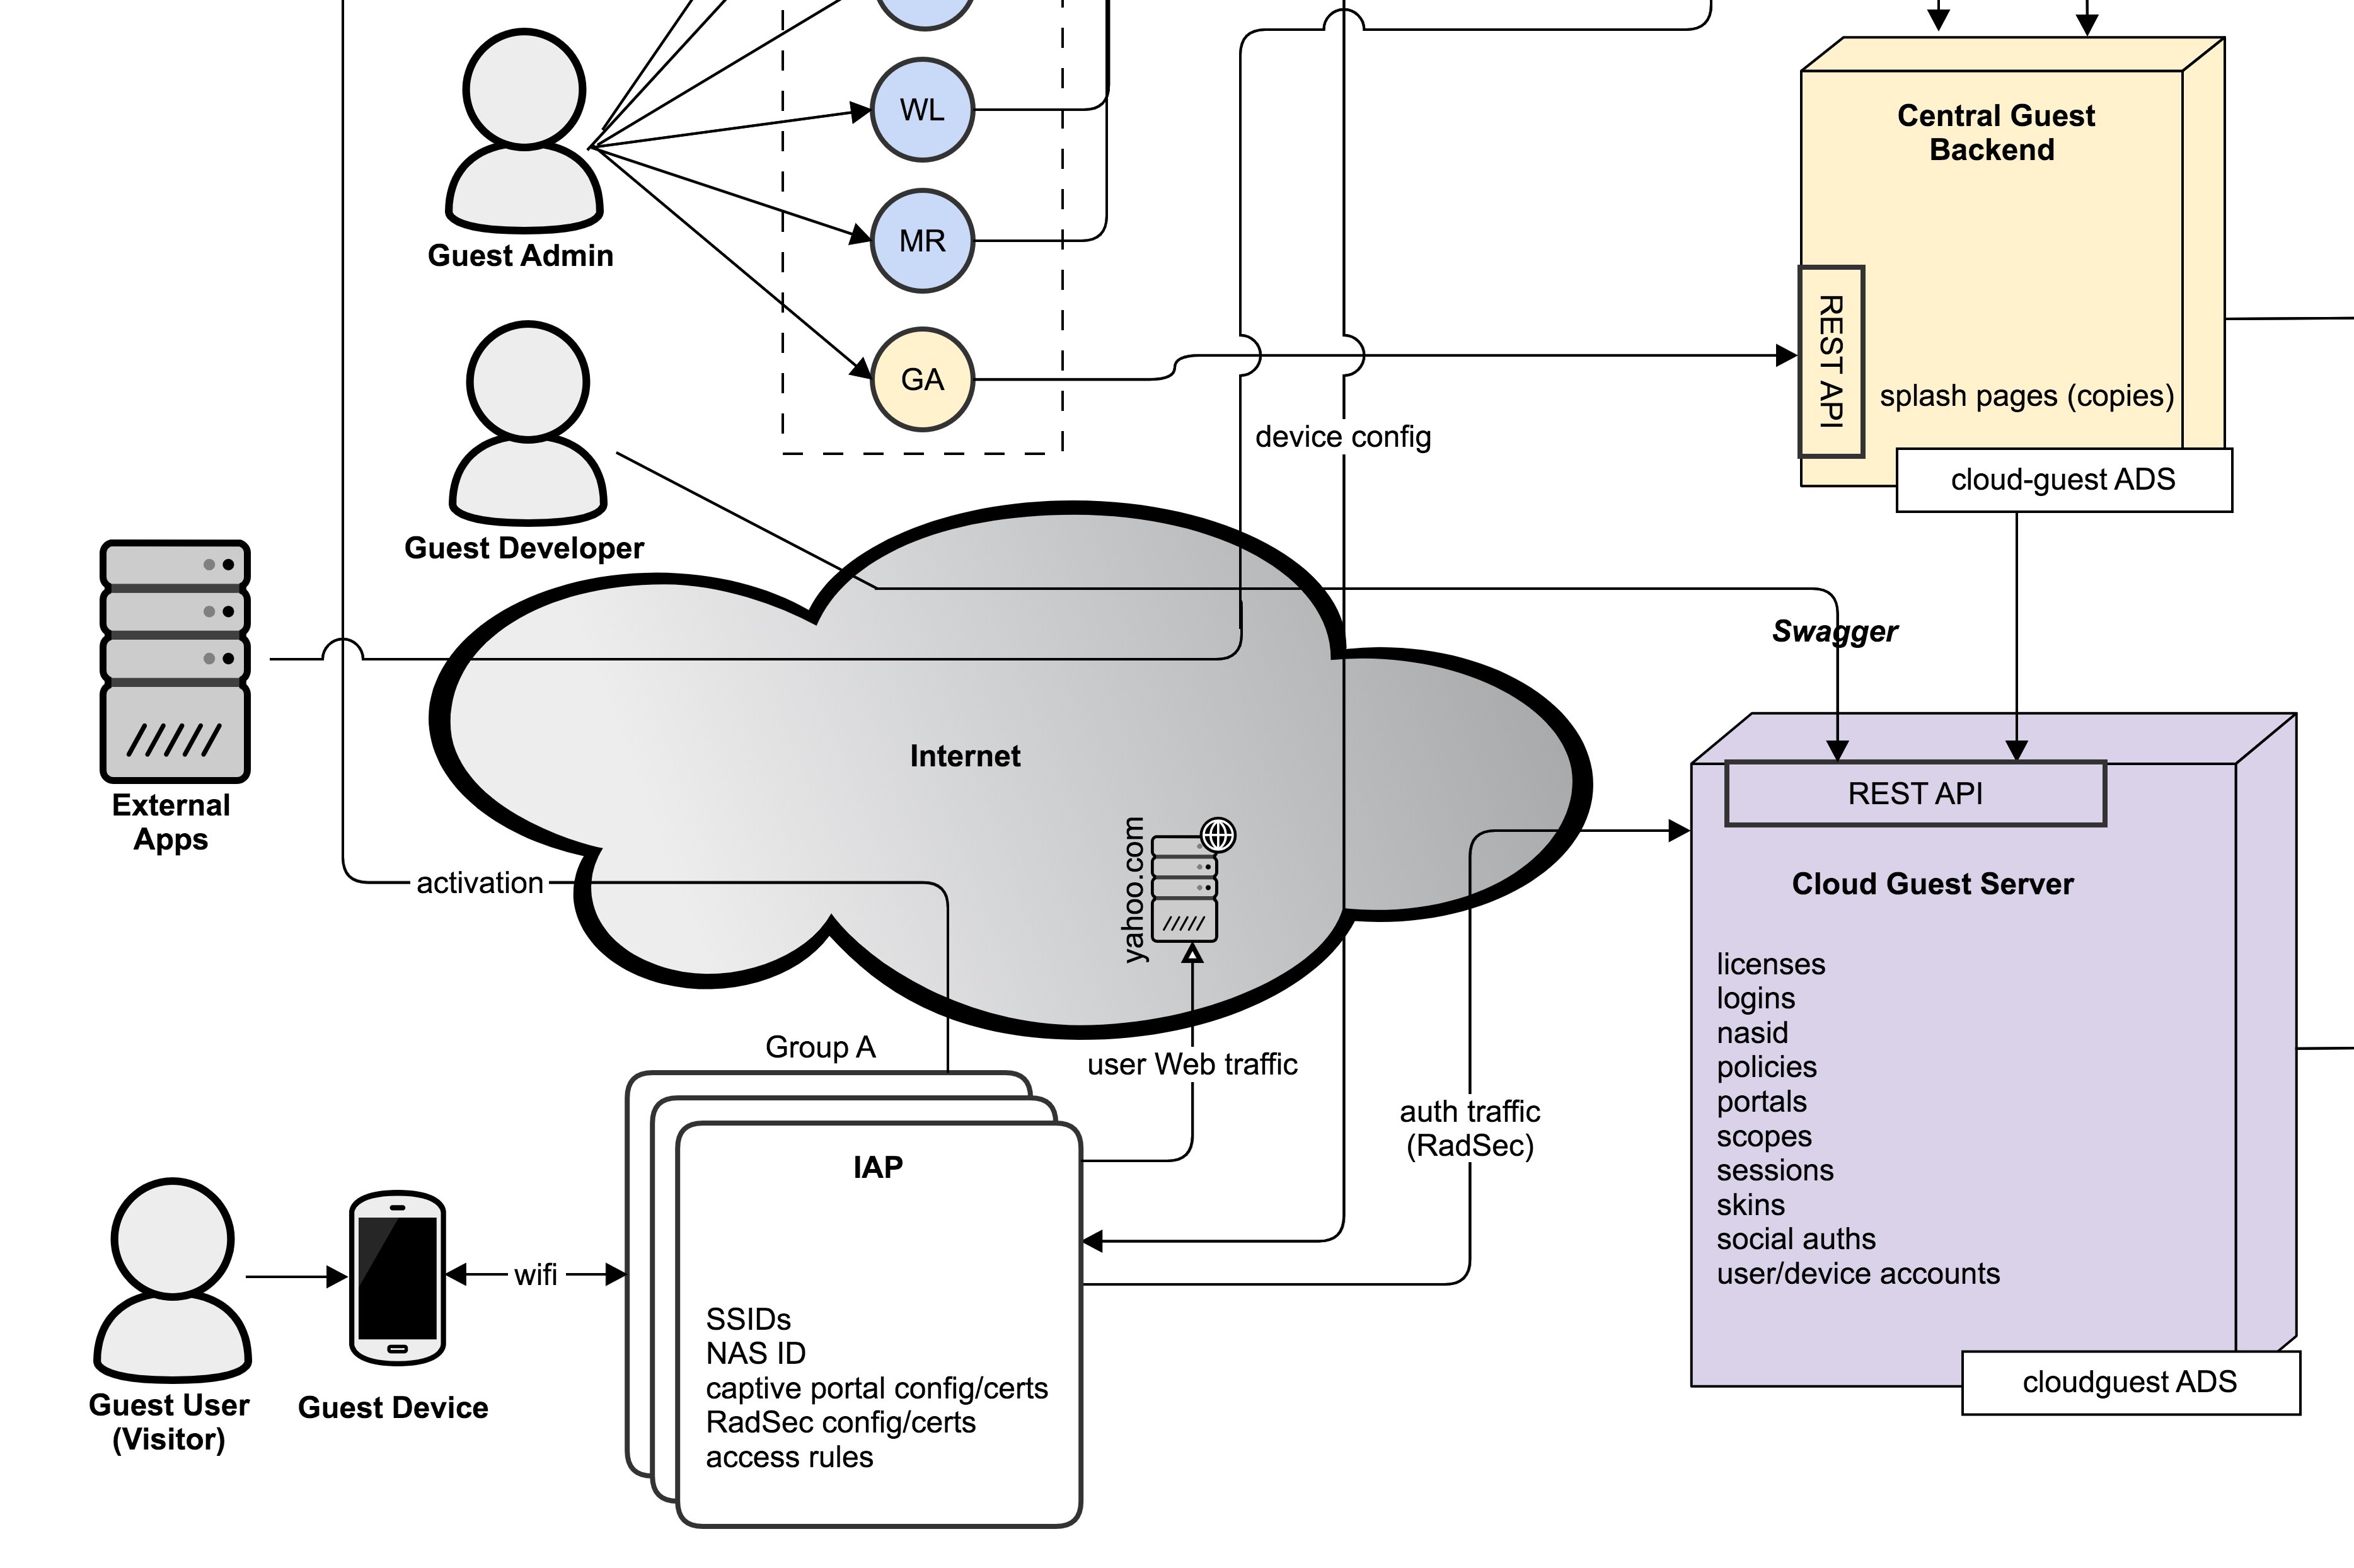 WL
Central Guest
Backend
MR
Guest Admin
REST API
GA
splash pages (copies)
device config
cloud-guest ADS
Guest Developer
Swagger
Internet
REST API
External
Apps
yahoo.com
activation
Cloud Guest Server
licenses
logins
nasid
policies
portals
scopes
sessions
skins
social auths
user/device accounts
Group A
user Web traffic
auth traffic
(RadSec)
IAP
wifi
SSIDs
NAS ID
captive portal config/certs
RadSec config/certs
access rules
cloudguest ADS
Guest User
(Visitor)
Guest Device